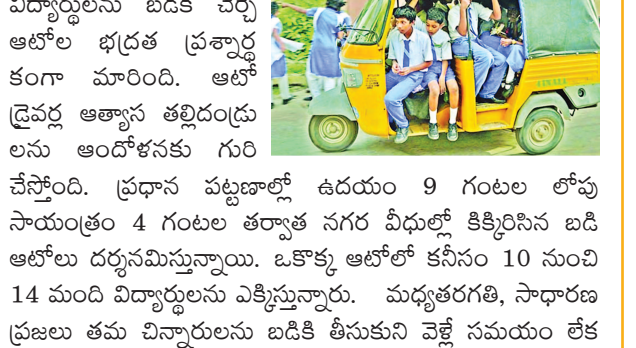 విద్యార్థులను బడికి చేర్చే
ఆటోల భద్రత ప్రశ్నార్థ
కంగా మారింది. ఆటో
డ్రైవర్ల ఆత్యాస తల్లిదండ్రు
లను ఆందోళనకు గురి
చేస్తోంది. ప్రధాన పట్టణాల్లో ఉదయం 9 గంటల లోపు
సాయంత్రం 4 గంటల తర్వాత నగర వీధుల్లో కిక్కిరిసిన బడి
ఆటోలు దర్శనమిస్తున్నాయి. ఒకొక్క ఆటోలో కనీసం 10 నుంచి
14 మంది విద్యార్థులను ఎక్కిస్తున్నారు. మధ్యతరగతి, సాధారణ
ప్రజలు తమ చిన్నారులను బడికి తీసుకుని వెళ్లే సమయం లేక